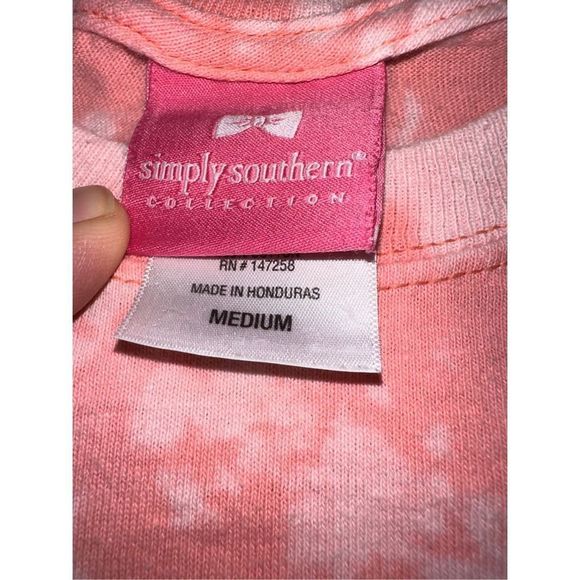 simply southern®
COLLECTION
RN # 147258
MADE IN HONDURAS
MEDIUM